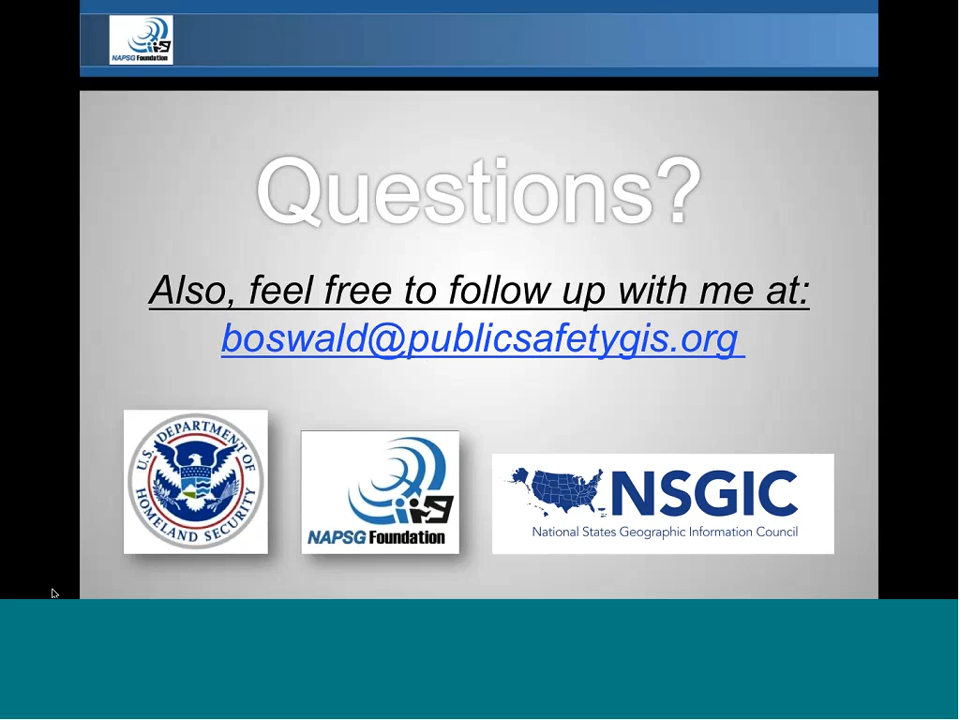 NAPSG Foundation
Questions?
Also, feel free to follow up with me at:
boswald@publicsafetygis.org
U.S. DEPARTMENT OF
HOMELAND SECURITY
NAPSG Foundation
NSGIC
National States Geographic Information Council